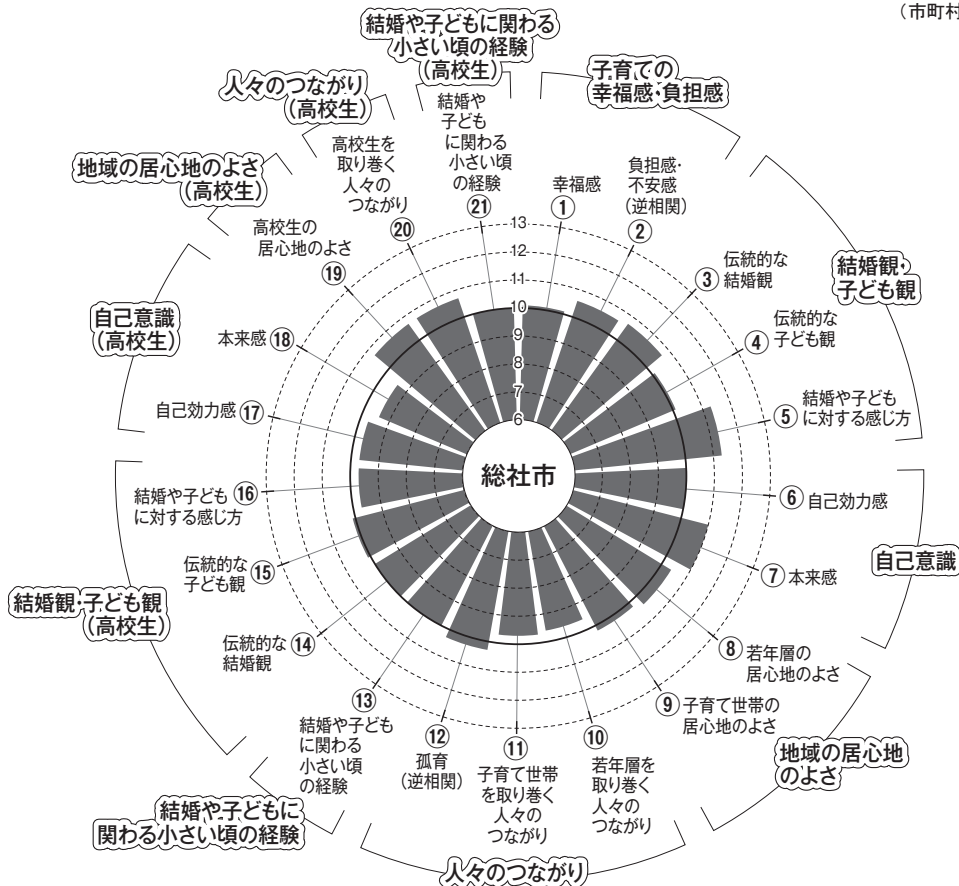 （市町村
結婚や子どもに関わる
小さい頃の経験
（高校生）
子育ての
幸福感・負担感
人々のつながり
（高校生）
地域の居心地のよさ
（高校生）
自己意識
（高校生）
結婚観・
子ども観
自己意識
地域の居心地
のよさ
人々のつながり
結婚や子どもに
関わる小さい頃の経験
結婚観・子ども観
（高校生）
幸福感
①
負担感・
不安感
（逆相関）
②
③ 伝統的な
結婚観
④ 伝統的な
子ども観
⑤ 結婚や子ども
に対する感じ方
⑥ 自己効力感
⑦ 本来感
⑧ 若年層の
居心地のよさ
⑨ 子育て世帯の
居心地のよさ
⑩
若年層を
取り巻く
人々の
つながり
⑪
子育て世帯
を取り巻く
人々の
つながり
⑫
孤育
（逆相関）
⑬
結婚や子ども
に関わる
小さい頃
の経験
伝統的な ⑭
結婚観
伝統的な ⑮
子ども観
結婚や子ども ⑯
に対する感じ方
自己効力感 ⑰
本来感 ⑱
高校生の
居心地のよさ
⑲
高校生を
取り巻く
人々の
つながり
⑳
結婚や
子ども
に関わる
小さい頃
の経験
㉑
13
12
11
10
9
8
7
6
総社市